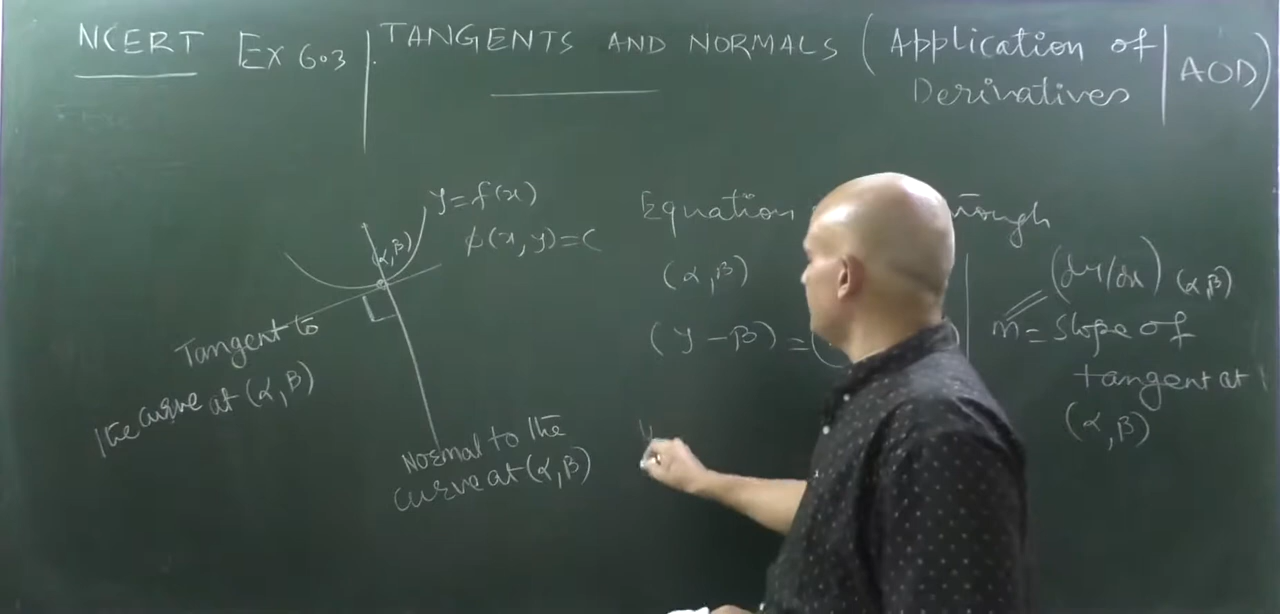 NCERT Ex 6.3
TANGENTS AND NORMALS (Application of Derivatives | AOD)
y=f(x)
ϕ(x, y)=C
(α, β)
Tangent to
the curve at (α, β)
Normal to the
curve at (α, β)
Equation
(α, β)
(y - β) = (
(dy/dx) (α, β)
m = slope of
tangent at
(α, β)